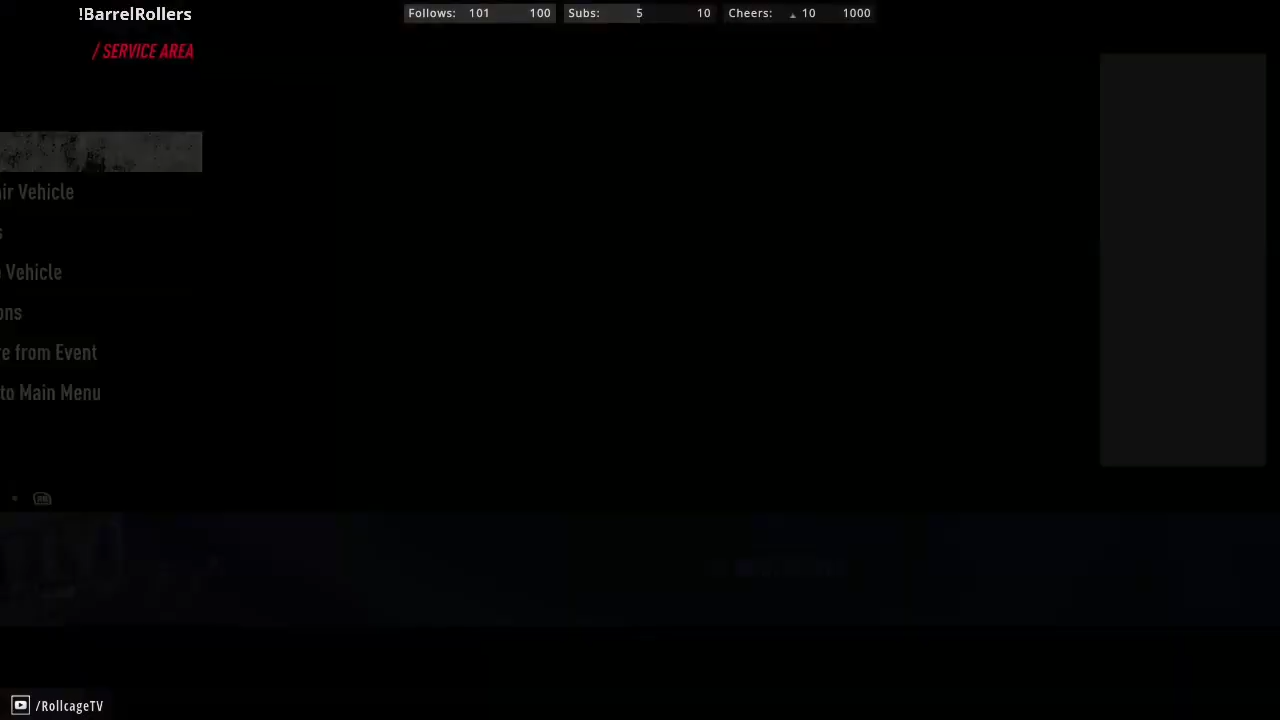 !BarrelRollers
Follows: 101 100 Subs: 5 10 Cheers: 10 1000
/ SERVICE AREA
ir Vehicle
s
Vehicle
ons
re from Event
to Main Menu
/RollcageTV